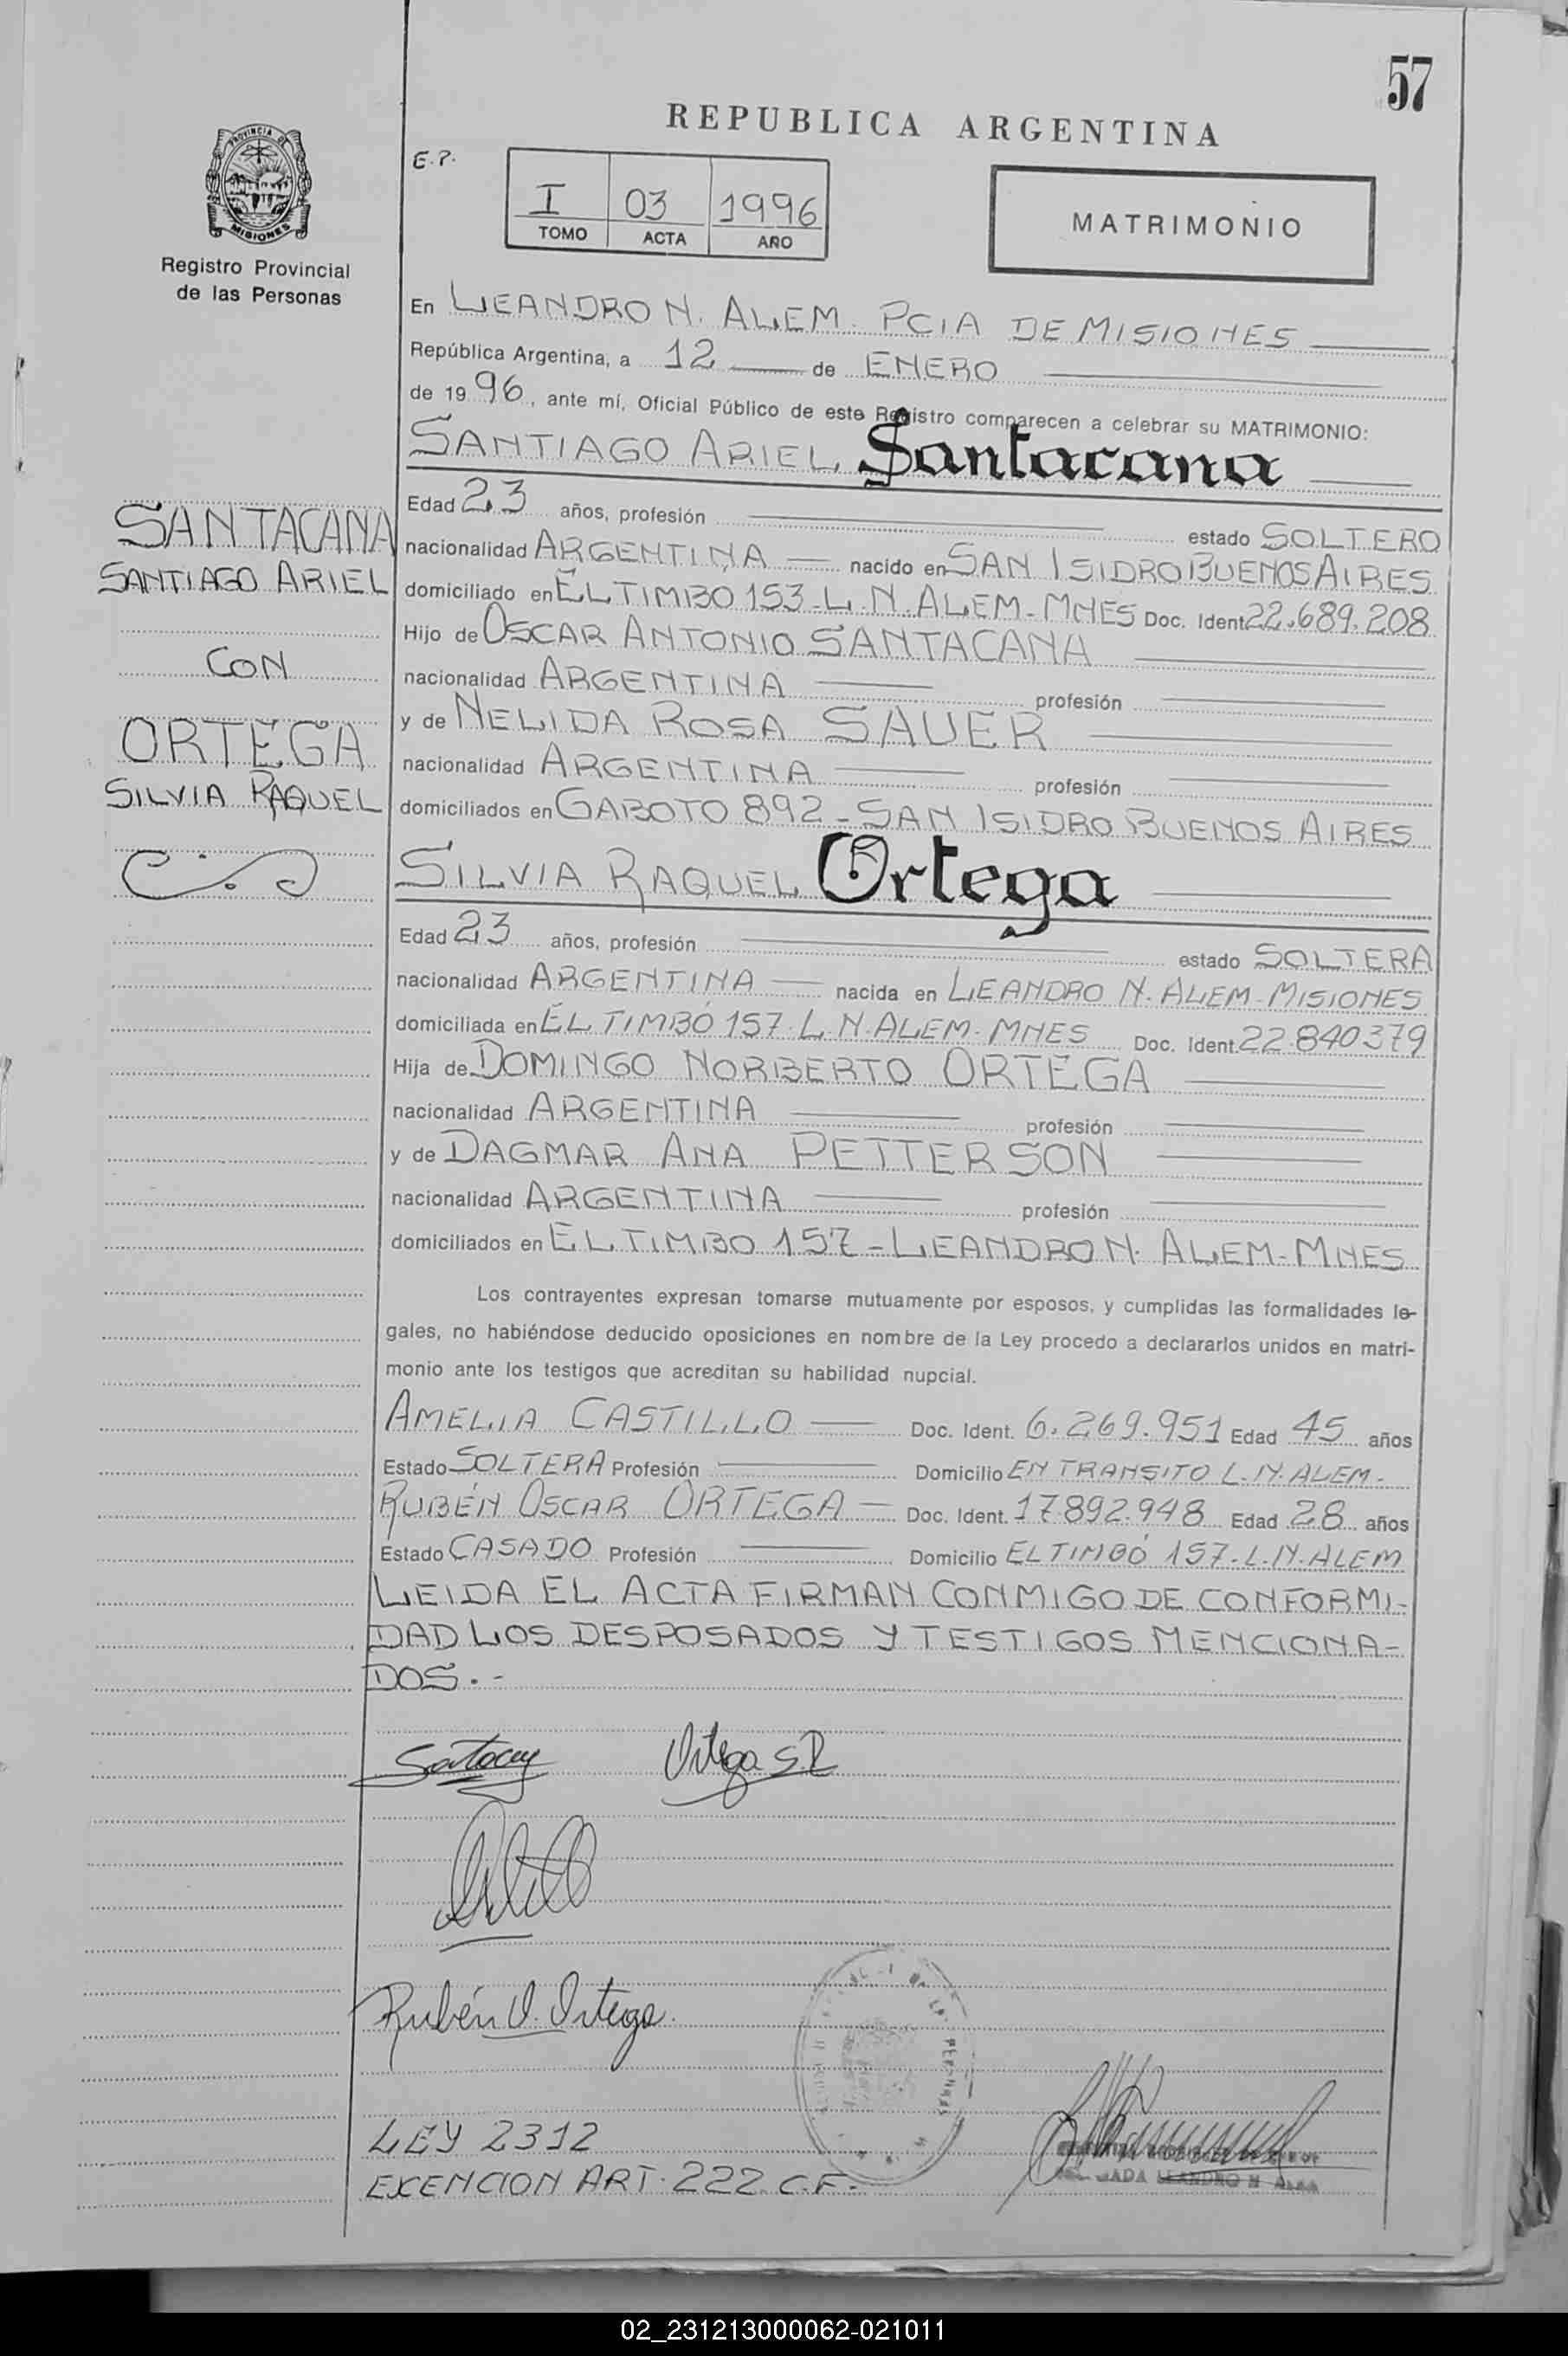 57
REPUBLICA ARGENTINA
PROVINCIA DE
MISIONES
Registro Provincial
de las Personas
E.P.
I 03 1996
TOMO ACTA AÑO
MATRIMONIO
En LEANDRO N. ALEM. PCIA DE MISIONES
República Argentina, a 12 de ENERO
de 1996, ante mí, Oficial Público de este Registro comparecen a celebrar su MATRIMONIO:
SANTIAGO ARIEL Santacana
Edad 23 años, profesión estado SOLTERO
nacionalidad ARGENTINA nacido en SAN ISIDRO BUENOS AIRES
domiciliado en EL TIMBO 153-L.N.ALEM-MNES Doc. Ident. 22.689.208
Hijo de OSCAR ANTONIO SANTACANA
nacionalidad ARGENTINA profesión
y de NELIDA ROSA SAUER
nacionalidad ARGENTINA profesión
domiciliados en GABOTO 892-SAN ISIDRO BUENOS AIRES
SILVIA RAQUEL Ortega
Edad 23 años, profesión estado SOLTERA
nacionalidad ARGENTINA nacida en LEANDRO N. ALEM-MISIONES
domiciliada en EL TIMBÓ 157-L.N.ALEM-MNES Doc. Ident. 22.840379
Hija de DOMINGO NORBERTO ORTEGA
nacionalidad ARGENTINA profesión
y de DAGMAR ANA PETTERSON
nacionalidad ARGENTINA profesión
domiciliados en EL TIMBO 157-LEANDRO N. ALEM-MNES
Los contrayentes expresan tomarse mutuamente por esposos, y cumplidas las formalidades le-
gales, no habiéndose deducido oposiciones en nombre de la Ley procedo a declararlos unidos en matri-
monio ante los testigos que acreditan su habilidad nupcial.
AMELIA CASTILLO Doc. Ident. 6.269.951 Edad 45 años
Estado SOLTERA Profesión Domicilio EN TRANSITO L.N.ALEM-
RUBÉN OSCAR ORTEGA Doc. Ident. 17.892.948 Edad 28 años
Estado CASADO Profesión Domicilio EL TIMBÓ 157-L.N.ALEM
LEIDA EL ACTA FIRMAN CONMIGO DE CONFORMI-
DAD LOS DESPOSADOS Y TESTIGOS MENCIONA-
DOS.-
Ortega S.R
Rubén O. Ortega
LEY 2312
EXENCION ART. 222 C.F.-
LEANDRO N
SANTACANA
SANTIAGO ARIEL
CON
ORTEGA
SILVIA RAQUEL
02_231213000062-021011